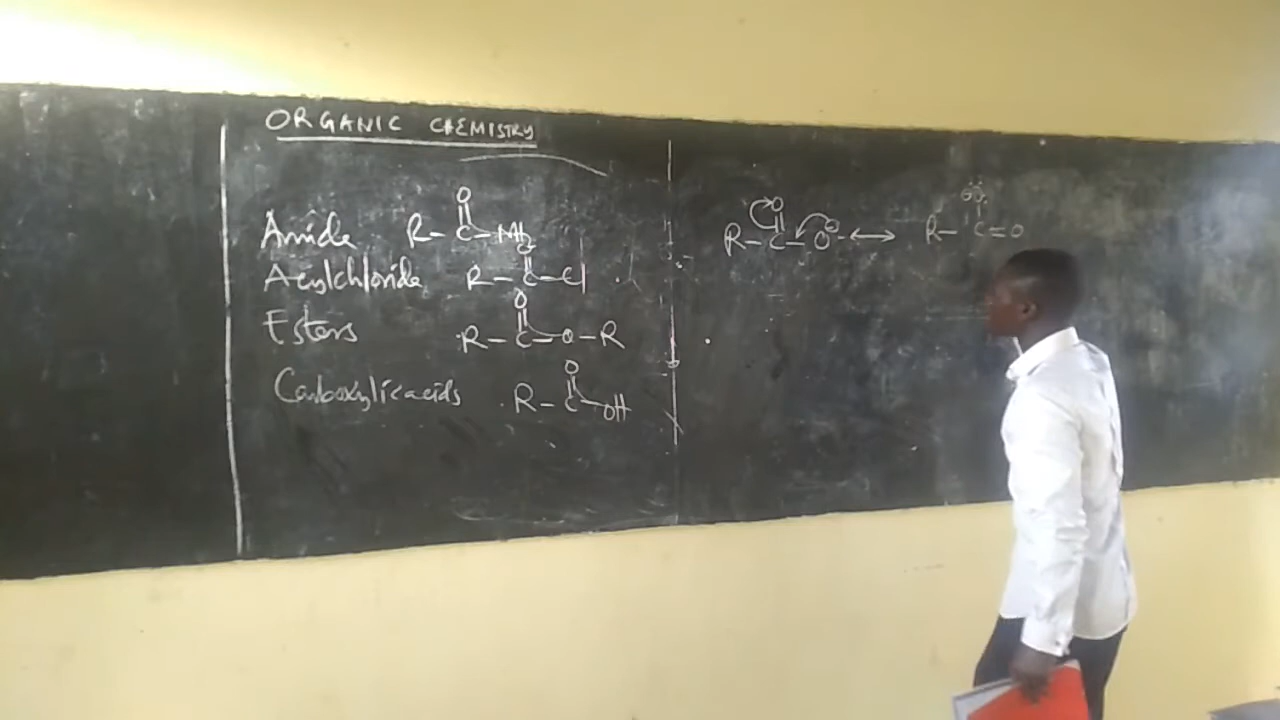 ORGANIC CHEMISTRY
O
Amide R-C-NH2
O
Acylchloride R-C-Cl
O
Esters R-C-O-R
O
Carboxylicacids R-C-OH
O
R-C-O⊖ ↔
⊖O
R-C=O